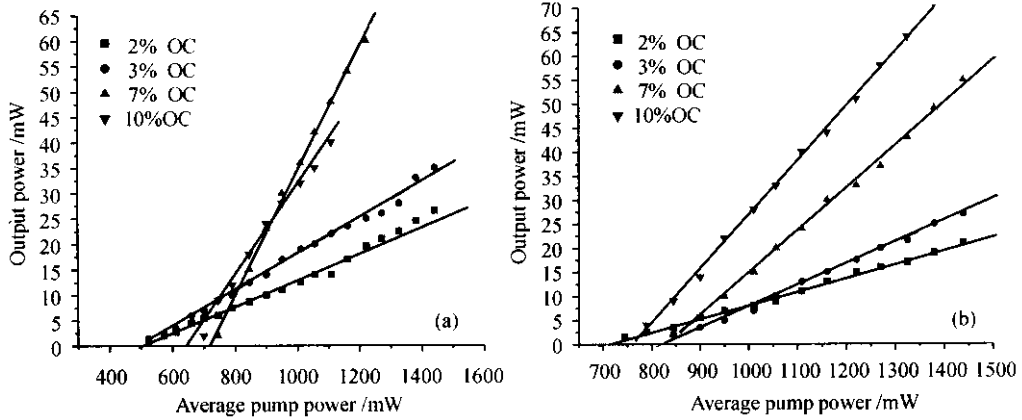 65
60
55
50
45
40
35
30
25
20
15
10
5
0
Output power /mW
2% OC
3% OC
7% OC
10%OC
(a)
400 600 800 1000 1200 1400 1600
Average pump power /mW
70
65
60
55
50
45
40
35
30
25
20
15
10
5
0
Output power /mW
2% OC
3% OC
7% OC
10%OC
(b)
700 800 900 1000 1100 1200 1300 1400 1500
Average pump power /mW